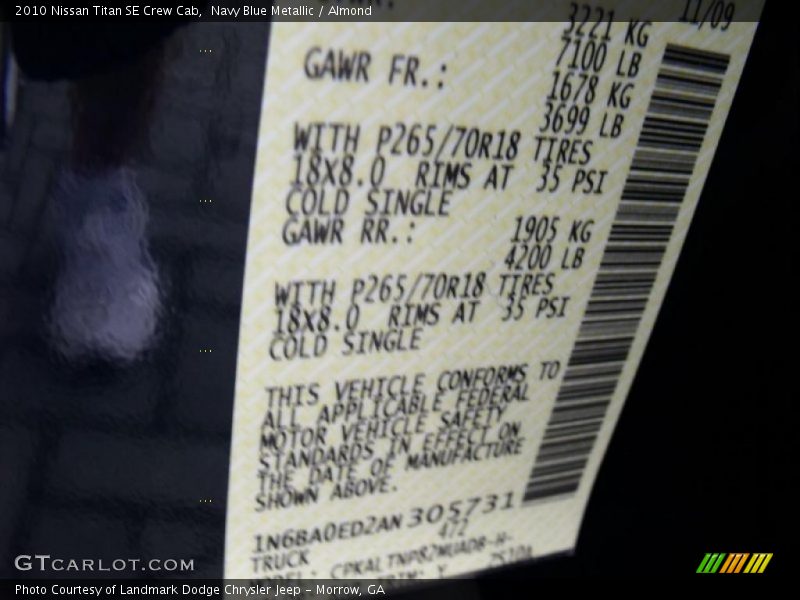 2010 Nissan Titan SE Crew Cab, Navy Blue Metallic / Almond
11/09
3221 KG
7100 LB
GAWR FR.: 1678 KG
3699 LB
WITH P265/70R18 TIRES
18X8.0 RIMS AT 35 PSI
COLD SINGLE
GAWR RR.: 1905 KG
4200 LB
WITH P265/70R18 TIRES
18X8.0 RIMS AT 35 PSI
COLD SINGLE
THIS VEHICLE CONFORMS TO
ALL APPLICABLE FEDERAL
MOTOR VEHICLE SAFETY
STANDARDS IN EFFECT ON
THE DATE OF MANUFACTURE
SHOWN ABOVE.
1N6BA0ED2AN305731
TRUCK 472
GTCARLOT.COM
Photo Courtesy of Landmark Dodge Chrysler Jeep - Morrow, GA